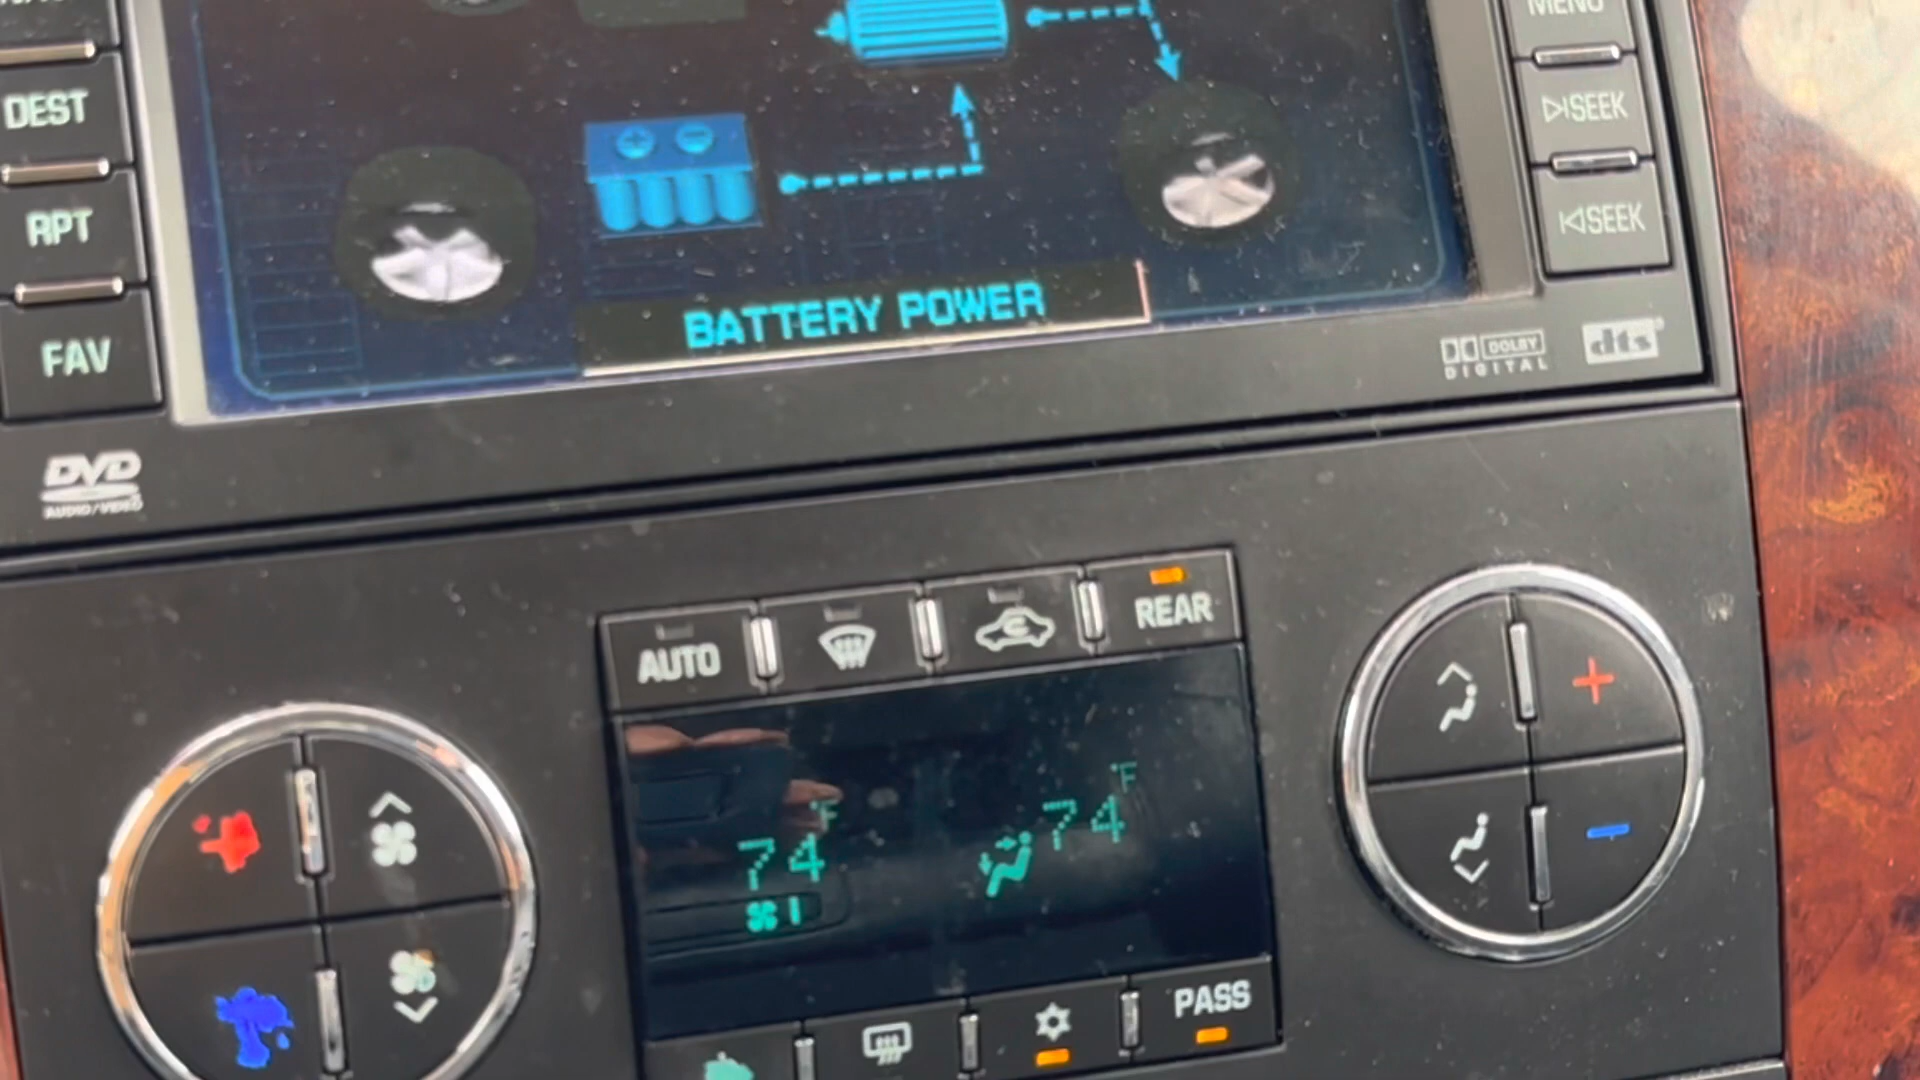 MENU
DEST
SEEK
RPT
SEEK
FAV
BATTERY POWER
DOLBY
DIGITAL
dts
DVD
AUDIO/VIDEO
AUTO
REAR
74 °F
74 °F
PASS